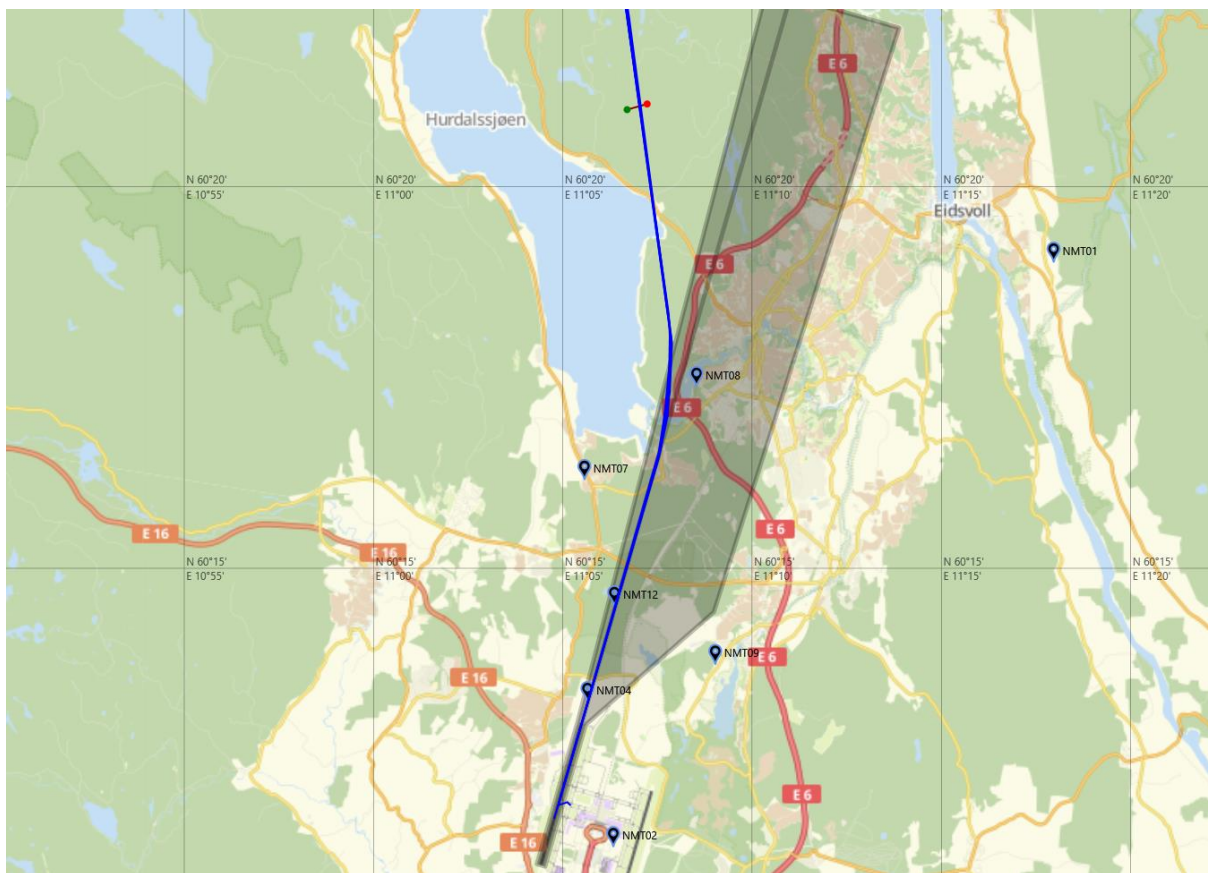 E 6
Hurdalssjøen
N 60°20'
E 10°55'
N 60°20'
E 11°00'
N 60°20'
E 11°05'
N 60°20'
E 11°10'
N 60°20'
E 11°15'
N 60°20'
E 11°20'
Eidsvoll
NMT01
E 6
NMT08
E 6
NMT07
E 16
E 6
E 16
N 60°15'
E 10°55'
N 60°15'
E 11°00'
N 60°15'
E 11°05'
N 60°15'
E 11°10'
N 60°15'
E 11°15'
N 60°15'
E 11°20'
NMT12
NMT09
E 6
E 16
NMT04
E 6
NMT02
E 16